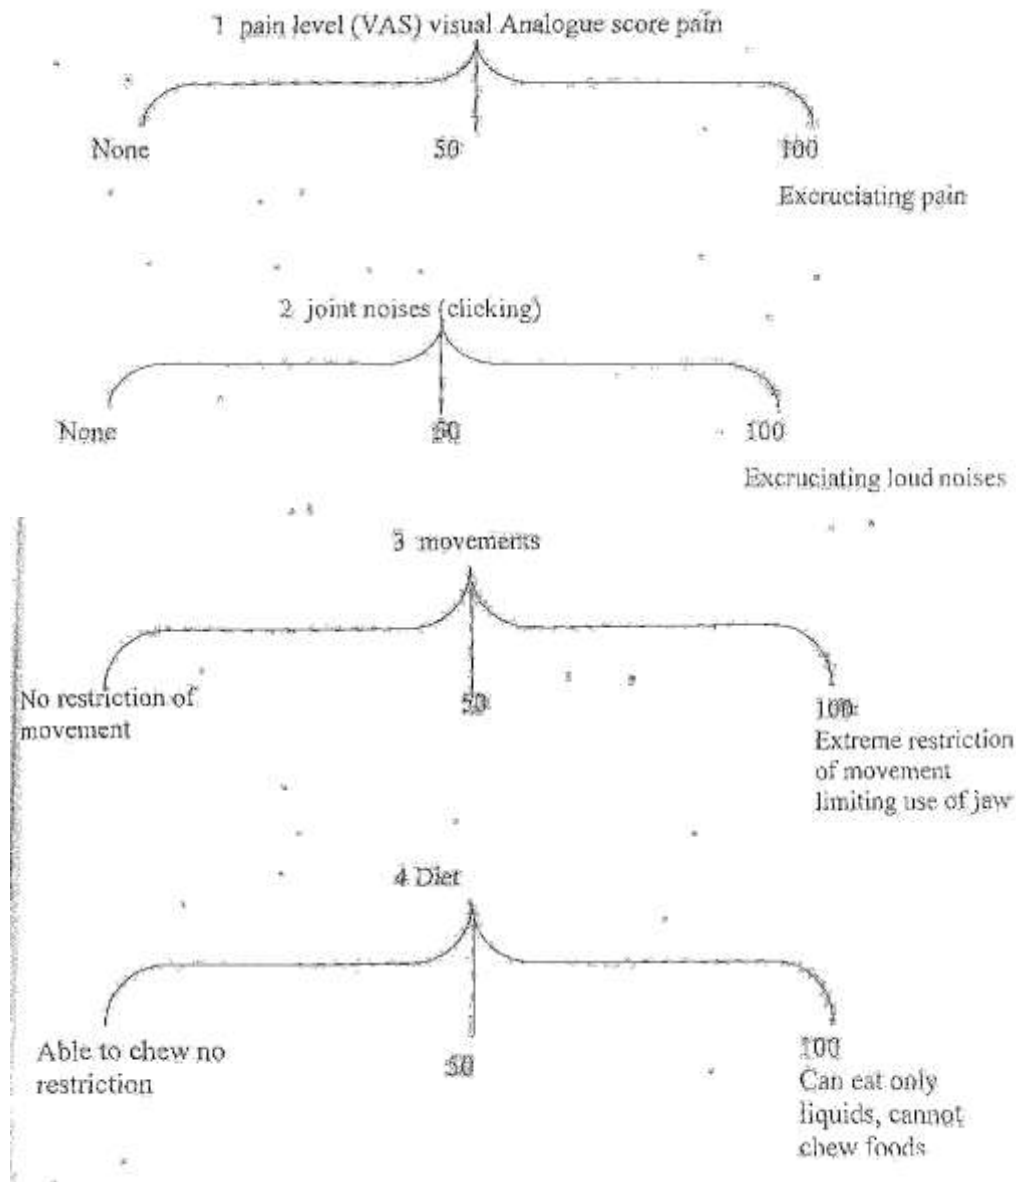 1 pain level (VAS) visual Analogue score pain
None 50 100
Excruciating pain
2 joint noises (clicking)
None 50 100
Excruciating loud noises
3 movements
No restriction of
movement
50
100
Extreme restriction
of movement
limiting use of jaw
4 Diet
Able to chew no
restriction
50
100
Can eat only
liquids, cannot
chew foods